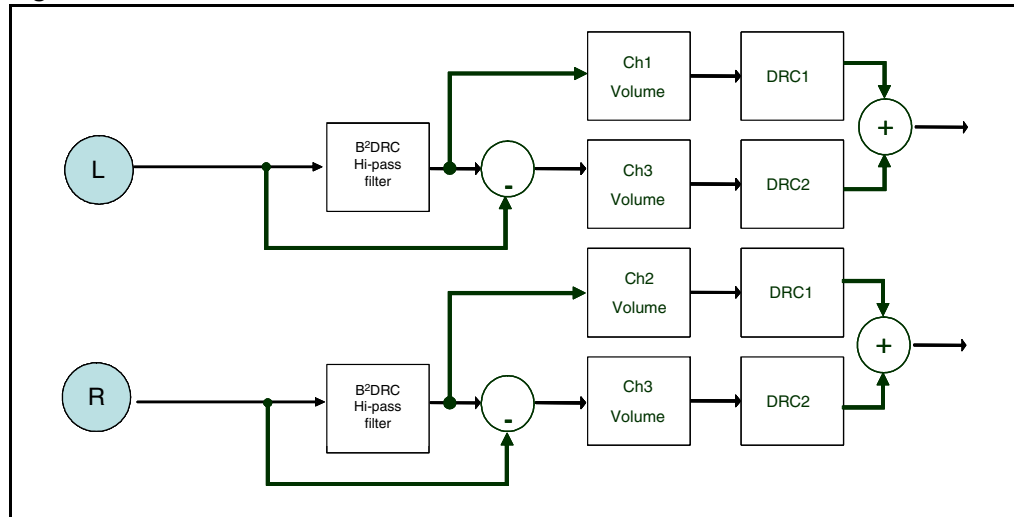 L
B²DRC
Hi-pass
filter
-
Ch1
Volume
DRC1
Ch3
Volume
DRC2
+
R
B²DRC
Hi-pass
filter
-
Ch2
Volume
DRC1
Ch3
Volume
DRC2
+